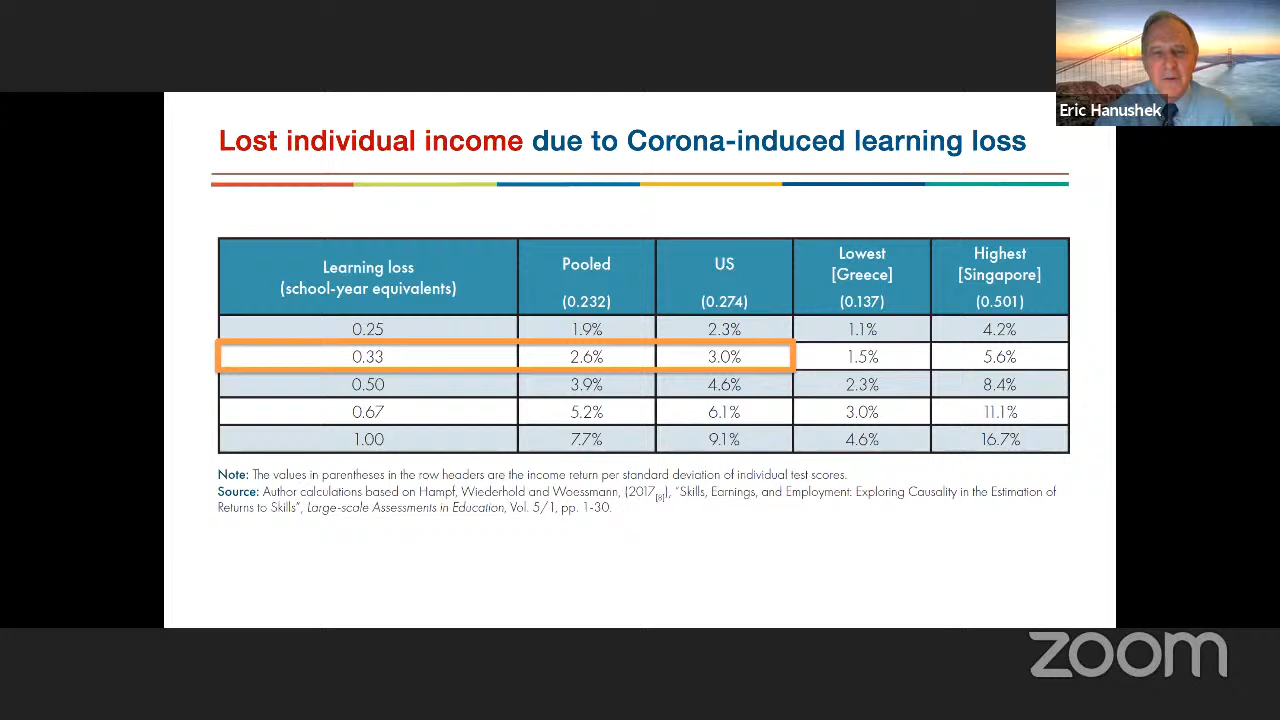 Eric Hanushek
Lost individual income due to Corona-induced learning loss
Learning loss
(school-year equivalents)
Pooled
(0.232)
US
(0.274)
Lowest
[Greece]
(0.137)
Highest
[Singapore]
(0.501)
0.25 1.9% 2.3% 1.1% 4.2%
0.33 2.6% 3.0% 1.5% 5.6%
0.50 3.9% 4.6% 2.3% 8.4%
0.67 5.2% 6.1% 3.0% 11.1%
1.00 7.7% 9.1% 4.6% 16.7%
Note: The values in parentheses in the row headers are the income return per standard deviation of individual test scores.
Source: Author calculations based on Hampf, Wiederhold and Woessmann, (2017[8]), "Skills, Earnings, and Employment: Exploring Causality in the Estimation of
Returns to Skills", Large-scale Assessments in Education, Vol. 5/1, pp. 1-30.
zoom